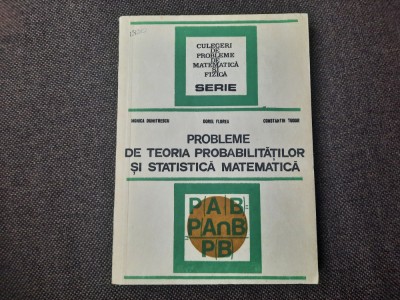 CULEGERI
DE
PROBLEME
DE
MATEMATICĂ
ȘI
FIZICĂ
SERIE
MONICA DUMITRESCU DOREL FLOREA CONSTANTIN TUDOR
PROBLEME
DE TEORIA PROBABILITĂȚILOR
ȘI STATISTICĂ MATEMATICĂ
P A B
P A∩B
P B